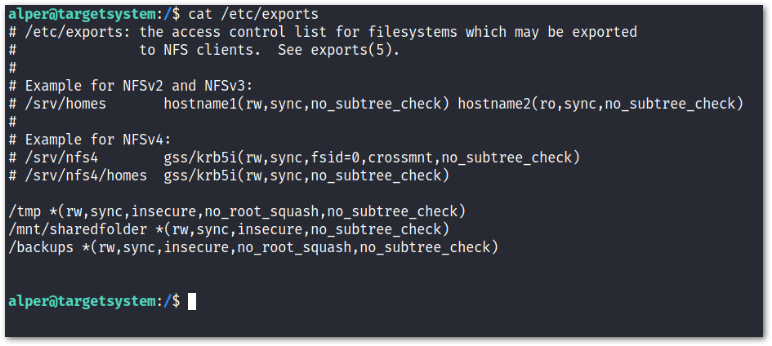 alper@targetsystem:/$ cat /etc/exports
# /etc/exports: the access control list for filesystems which may be exported
#               to NFS clients.  See exports(5).
#
# Example for NFSv2 and NFSv3:
# /srv/homes       hostname1(rw,sync,no_subtree_check) hostname2(ro,sync,no_subtree_check)
#
# Example for NFSv4:
# /srv/nfs4        gss/krb5i(rw,sync,fsid=0,crossmnt,no_subtree_check)
# /srv/nfs4/homes  gss/krb5i(rw,sync,no_subtree_check)
/tmp *(rw,sync,insecure,no_root_squash,no_subtree_check)
/mnt/sharedfolder *(rw,sync,insecure,no_subtree_check)
/backups *(rw,sync,insecure,no_root_squash,no_subtree_check)
alper@targetsystem:/$